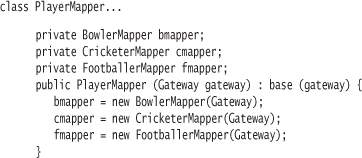 class PlayerMapper...
private BowlerMapper bmapper;
private CricketerMapper cmapper;
private FootballerMapper fmapper;
public PlayerMapper (Gateway gateway) : base (gateway) {
bmapper = new BowlerMapper(Gateway);
cmapper = new CricketerMapper(Gateway);
fmapper = new FootballerMapper(Gateway);
}